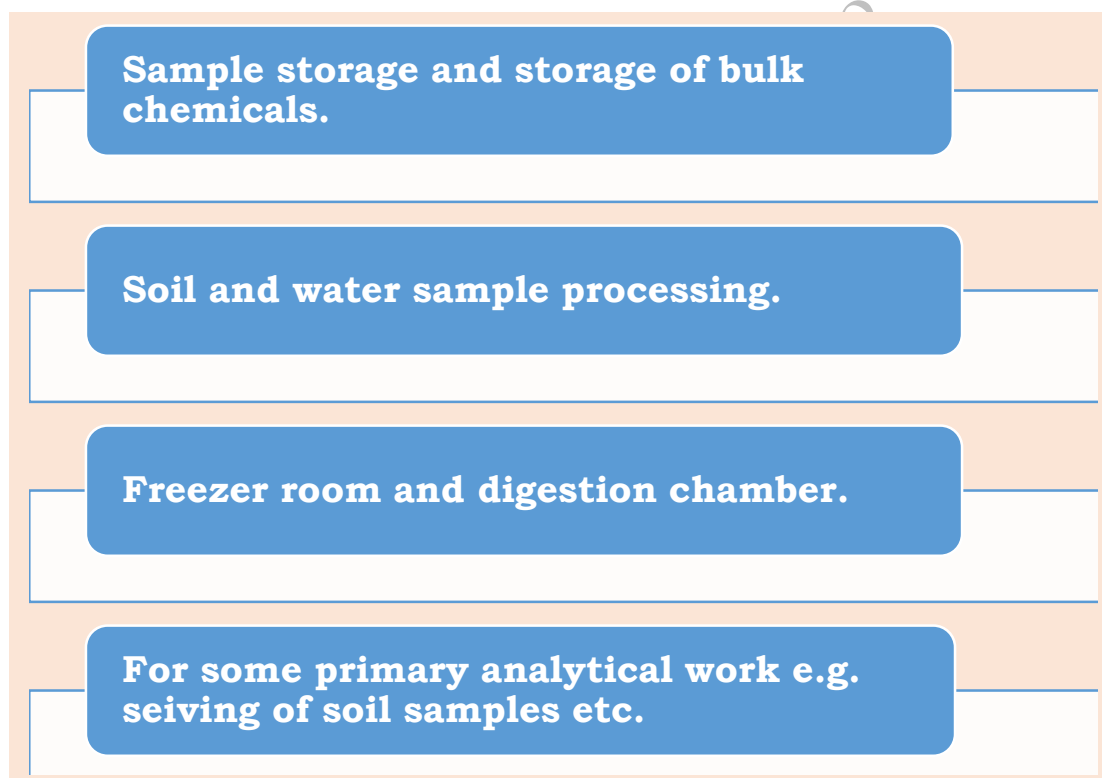 Sample storage and storage of bulk
chemicals.
Soil and water sample processing.
Freezer room and digestion chamber.
For some primary analytical work e.g.
seiving of soil samples etc.